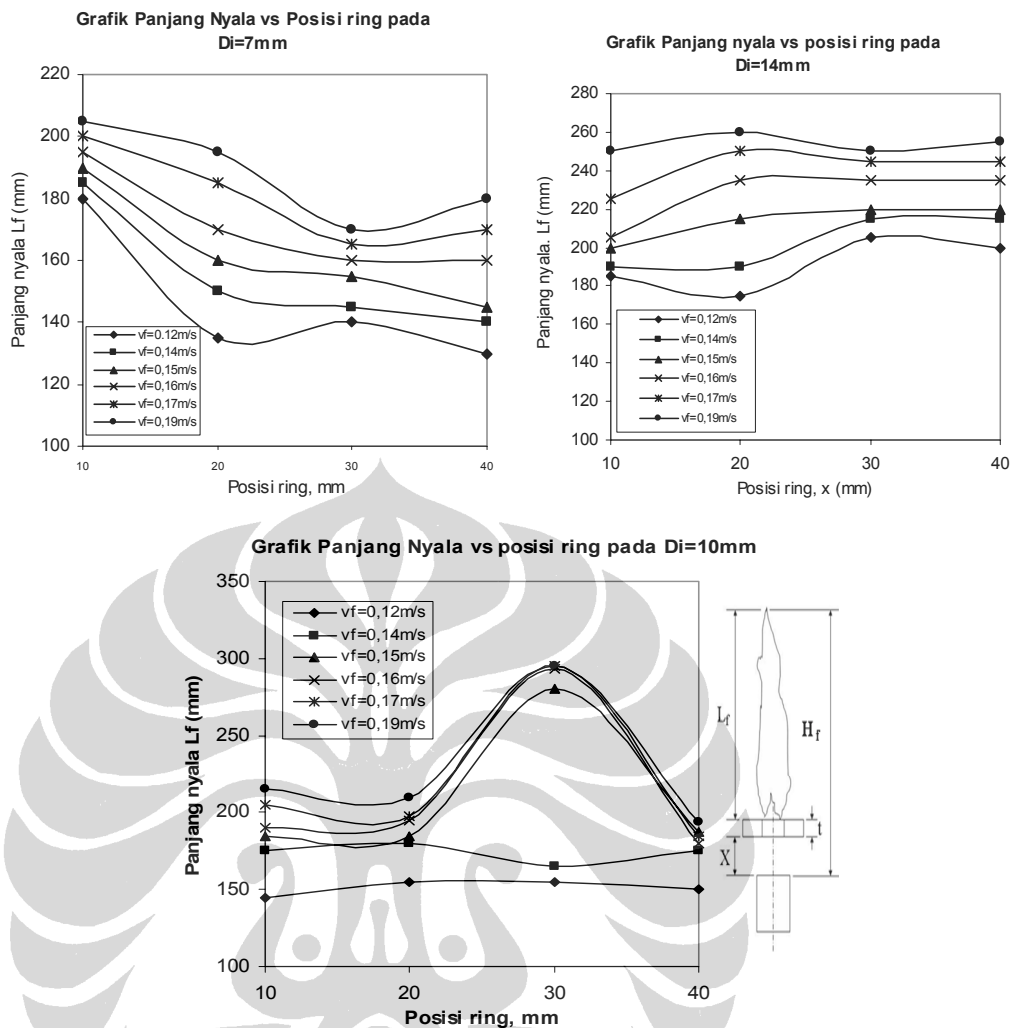 Grafik Panjang Nyala vs Posisi ring pada
Di=7mm
220
200
180
160
140
120
100
Panjang nyala Lf (mm)
vf=0.12m/s
vf=0,14m/s
vf=0,15m/s
vf=0,16m/s
vf=0,17m/s
vf=0,19m/s
10
20
30
40
Posisi ring, mm
Grafik Panjang nyala vs posisi ring pada
Di=14mm
280
260
240
220
200
180
160
140
120
100
Panjang nyala. Lf (mm)
vf=0,12m/s
vf=0,14m/s
vf=0,15m/s
vf=0,16m/s
vf=0,17m/s
vf=0,19m/s
10
20
30
40
Posisi ring, x (mm)
Grafik Panjang Nyala vs posisi ring pada Di=10mm
350
300
250
200
150
100
Panjang nyala Lf (mm)
vf=0,12m/s
vf=0,14m/s
vf=0,15m/s
vf=0,16m/s
vf=0,17m/s
vf=0,19m/s
10
20
30
40
Posisi ring, mm
Lf
Hf
t
X